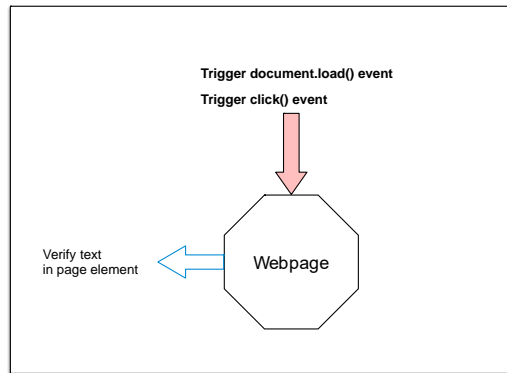 Trigger document.load() event
Trigger click() event
Webpage
Verify text
in page element